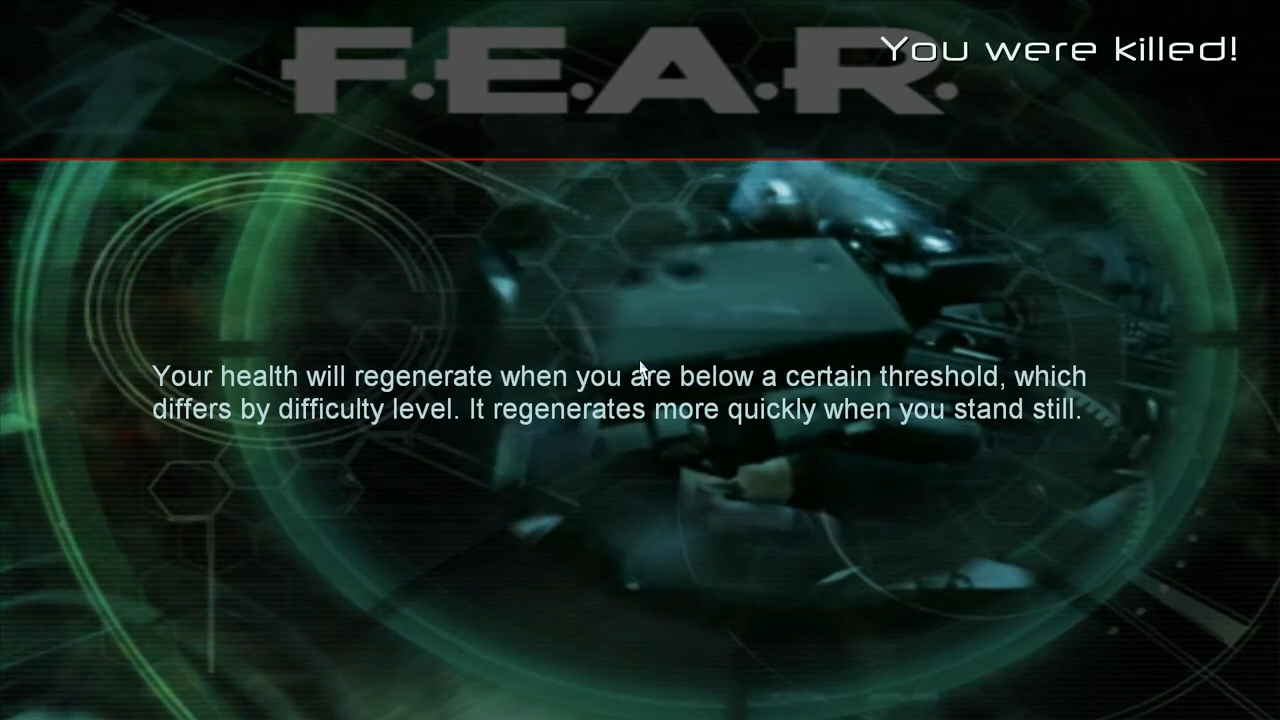 F.E.A.R.
You were killed!
Your health will regenerate when you are below a certain threshold, which
differs by difficulty level. It regenerates more quickly when you stand still.